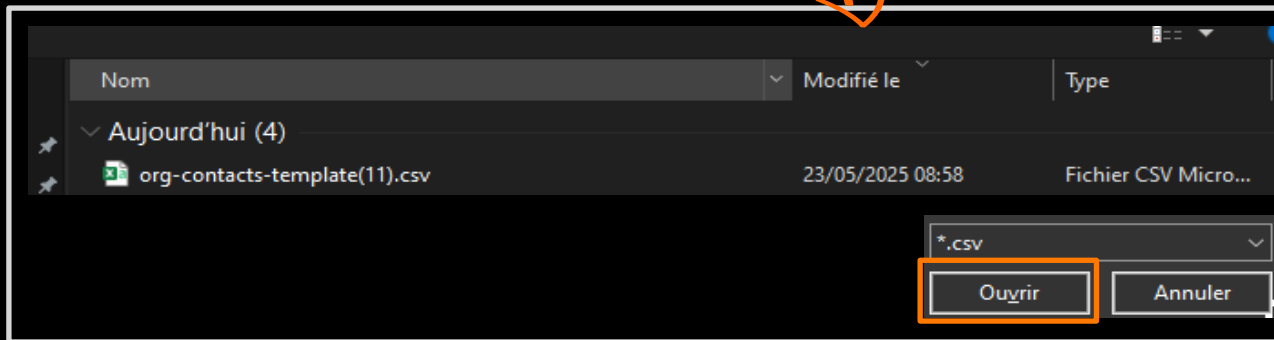 Nom Modifié le Type
Aujourd'hui (4)
org-contacts-template(11).csv 23/05/2025 08:58 Fichier CSV Micro...
*.csv
Ouvrir Annuler